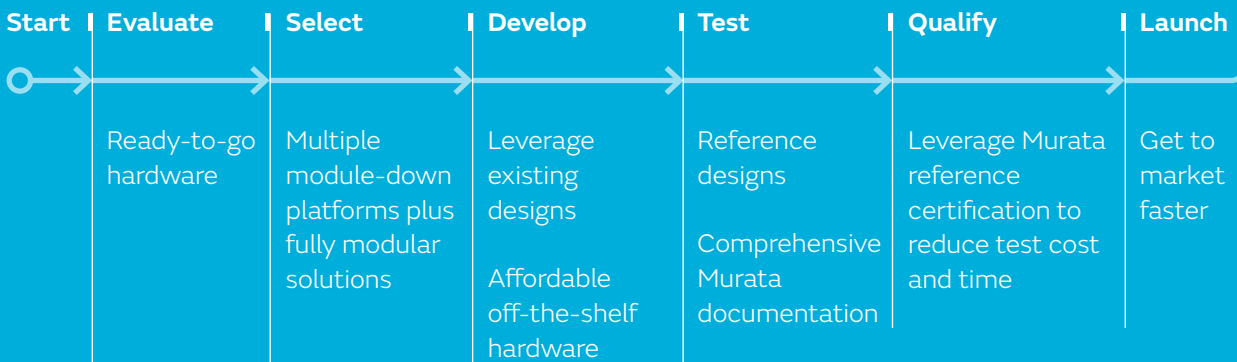 Start
Evaluate
Select
Develop
Test
Qualify
Launch
Ready-to-go
hardware
Multiple
module-down
platforms plus
fully modular
solutions
Leverage
existing
designs
Affordable
off-the-shelf
hardware
Reference
designs
Comprehensive
Murata
documentation
Leverage Murata
reference
certification to
reduce test cost
and time
Get to
market
faster